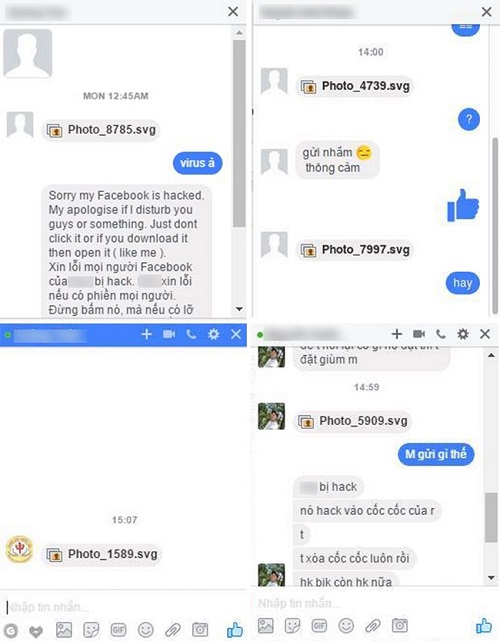 MON 12:45AM
Photo_8785.svg
virus ả
Sorry my Facebook is hacked.
My apologise if I disturb you
guys or something. Just dont
click it or if you download it
then open it ( like me ).
Xin lỗi mọi người Facebook
của bị hack. xin lỗi
nếu có phiền mọi người.
Đừng bấm nó, mà nếu có lỡ
14:00
Photo_4739.svg
?
gửi nhầm
thông cảm
Photo_7997.svg
hay
15:07
Photo_1589.svg
Nhập tin nhắn...
GIF
đặt giùm m
14:59
Photo_5909.svg
M gửi gì thế
bị hack
nó hack vào cốc cốc của r
t
t xóa cốc cốc luôn rồi
hk bik còn hk nữa
Nhập tin nhắn...
GIF